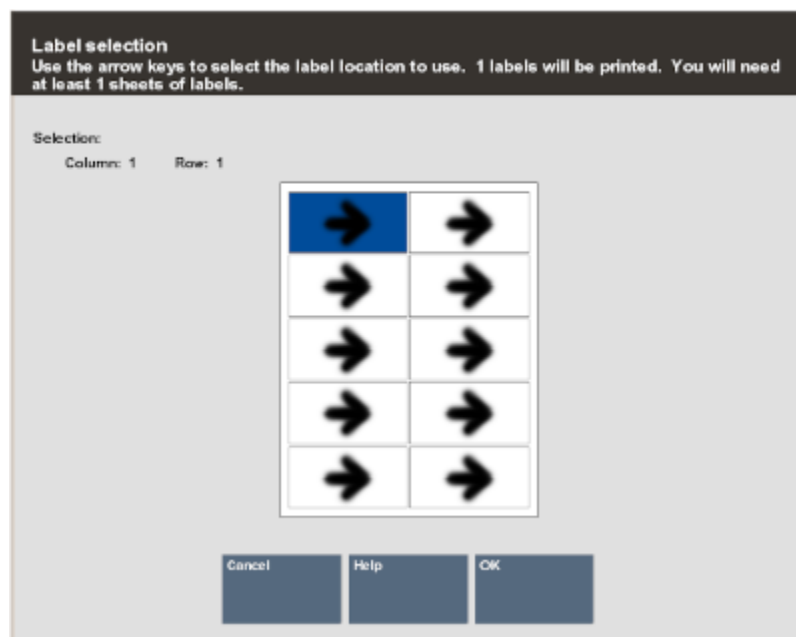 Label selection
Use the arrow keys to select the label location to use.  1 labels will be printed.  You will need
at least 1 sheets of labels.
Selection:
Column: 1 Row: 1
Cancel Help OK